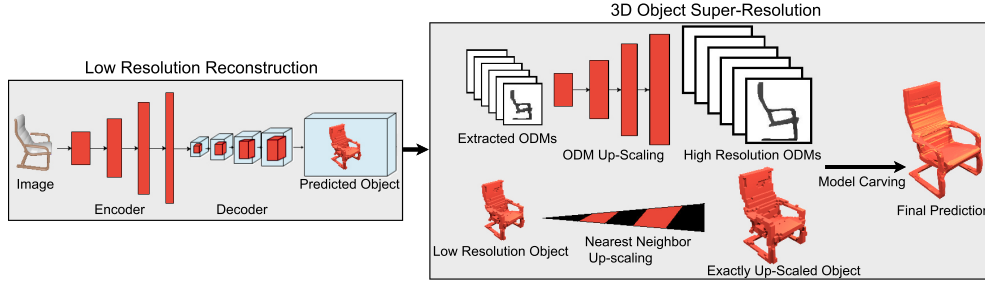 3D Object Super-Resolution
Low Resolution Reconstruction
Image
Encoder
Decoder
Predicted Object
Extracted ODMs
ODM Up-Scaling
High Resolution ODMs
Model Carving
Final Prediction
Low Resolution Object
Nearest Neighbor
Up-scaling
Exactly Up-Scaled Object